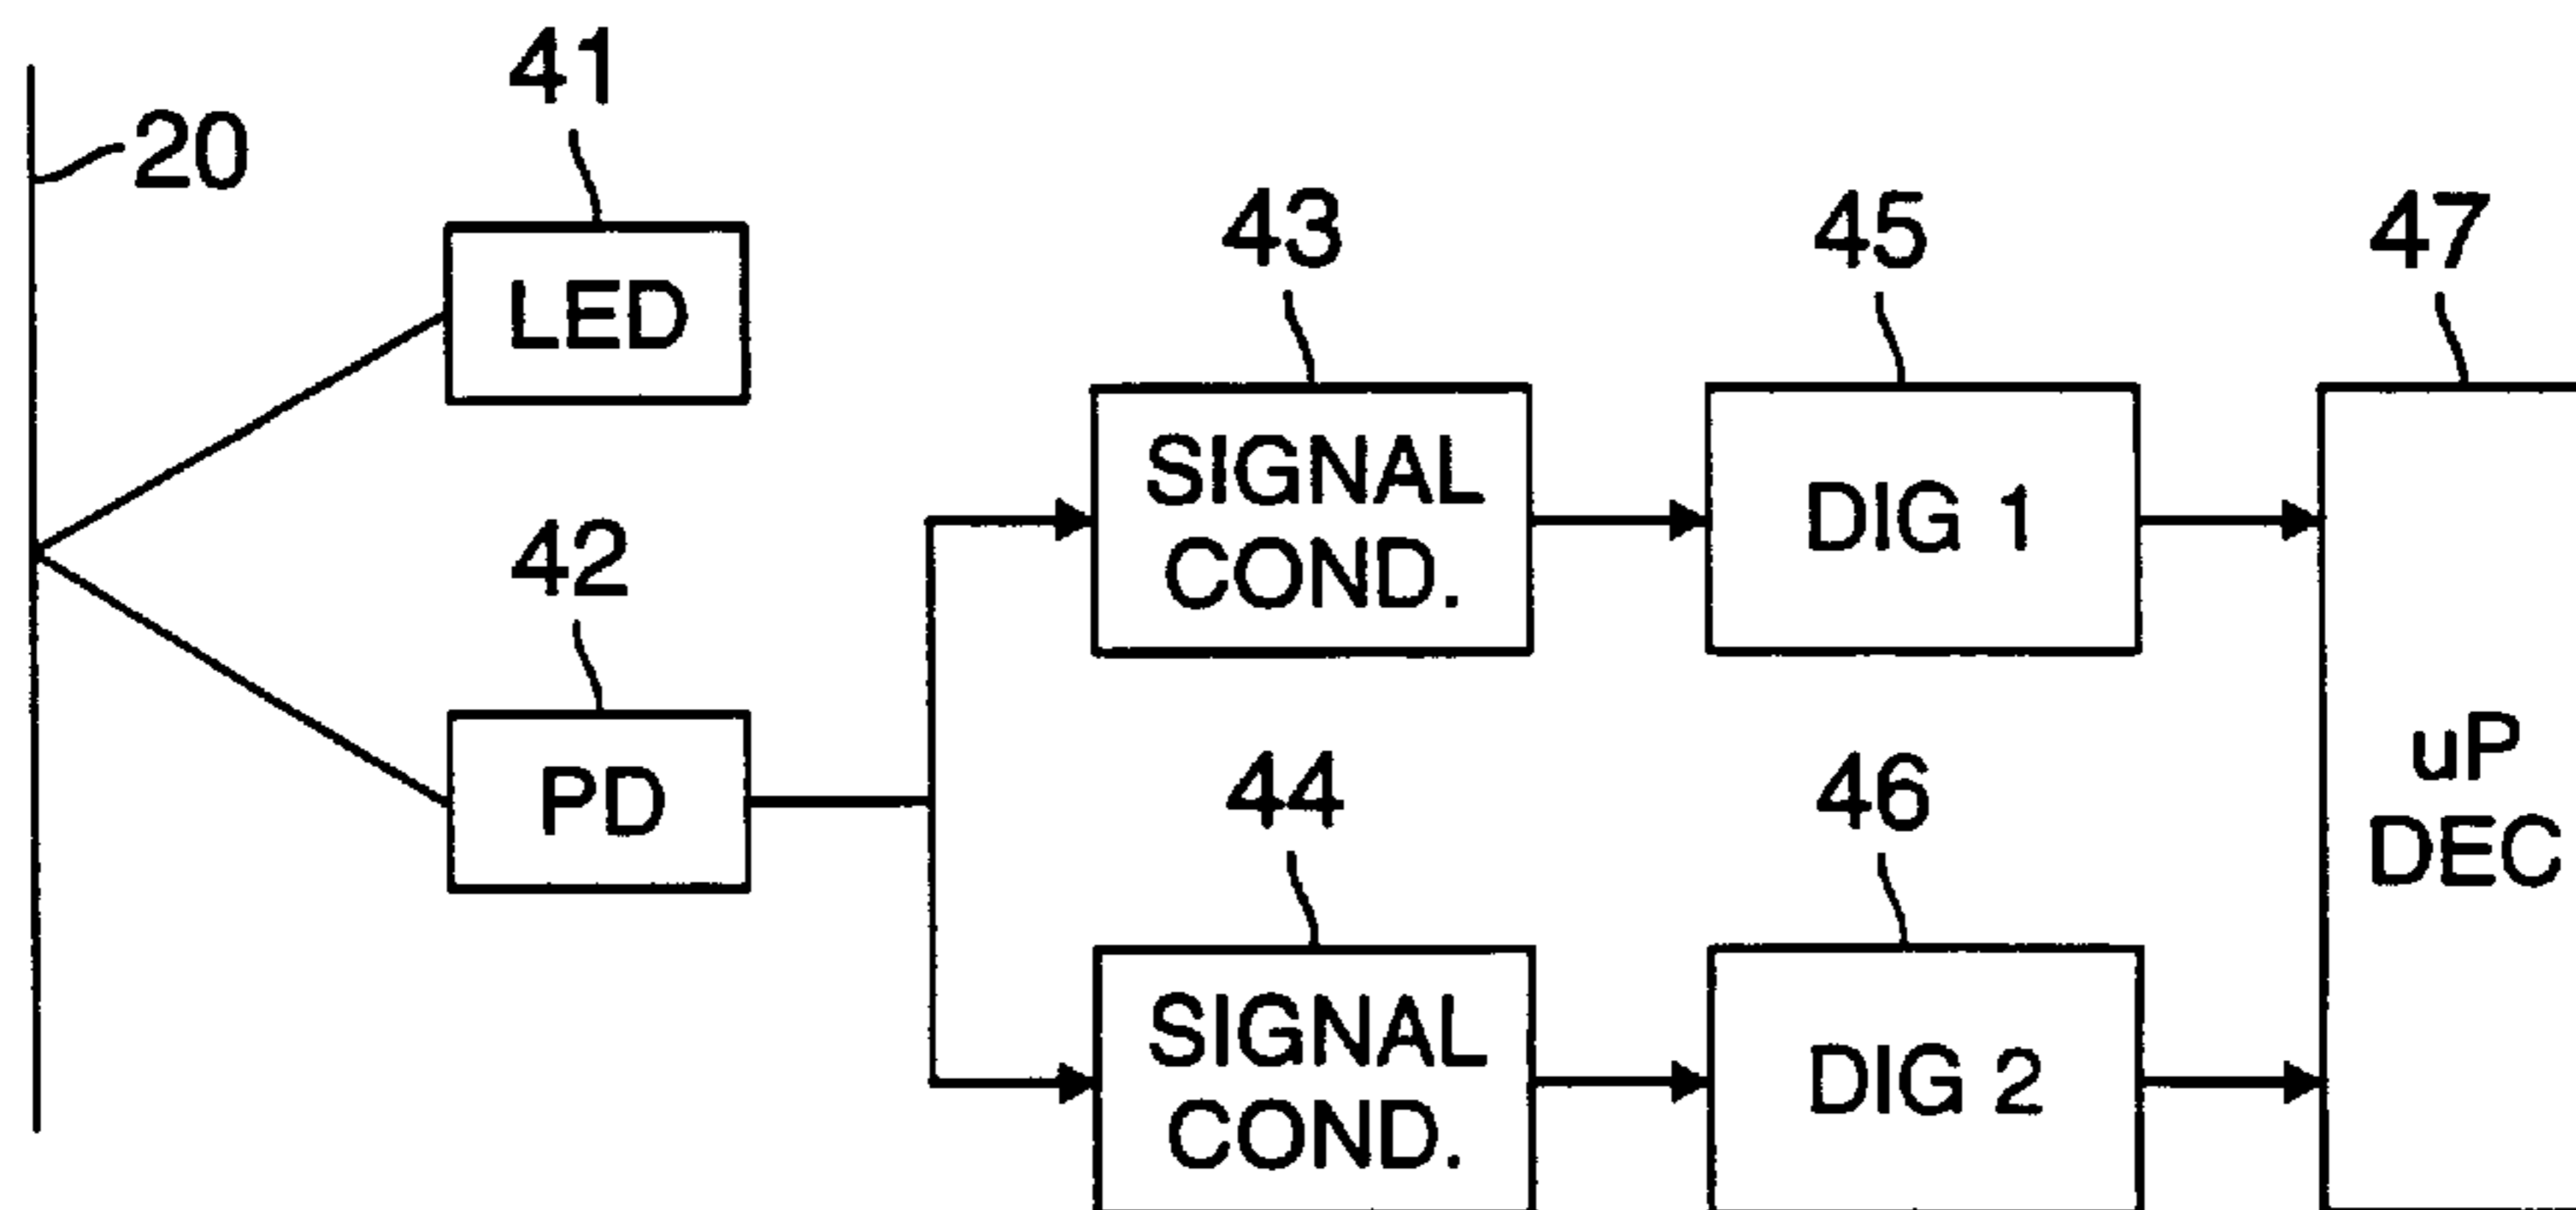 41
20
LED
43
45
47
SIGNAL
COND.
DIG 1
42
PD
uP
DEC
44
46
SIGNAL
COND.
DIG 2